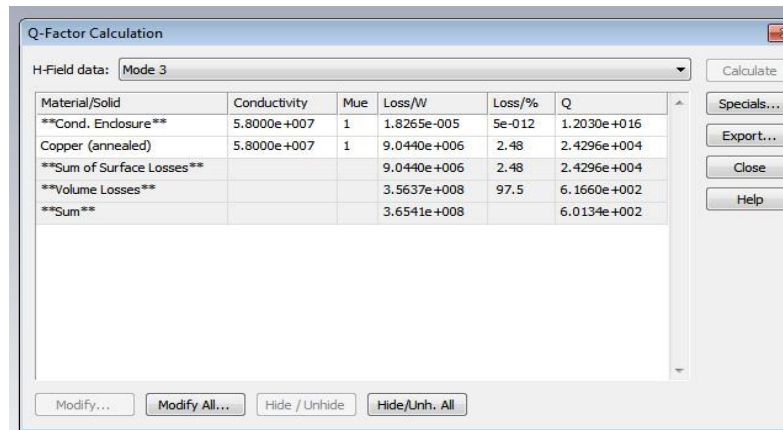 Q-Factor Calculation
H-Field data: Mode 3
Calculate
Material/Solid Conductivity Mue Loss/W Loss/% Q
Specials...
**Cond. Enclosure** 5.8000e+007 1 1.8265e-005 5e-012 1.2030e+016
Copper (annealed) 5.8000e+007 1 9.0440e+006 2.48 2.4296e+004
Export...
**Sum of Surface Losses** 9.0440e+006 2.48 2.4296e+004
Close
**Volume Losses** 3.5637e+008 97.5 6.1660e+002
Help
**Sum** 3.6541e+008 6.0134e+002
Modify... Modify All... Hide / Unhide Hide/Unh. All